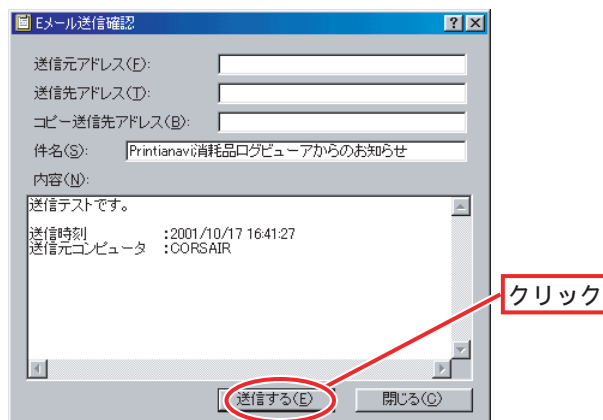 Eメール送信確認
送信元アドレス(F):
送信先アドレス(T):
コピー送信先アドレス(B):
件名(S): Printianavi消耗品ログビューアからのお知らせ
内容(N):
送信テストです。
送信時刻 :2001/10/17 16:41:27
送信元コンピュータ :CORSAIR
クリック
送信する(E) 閉じる(C)